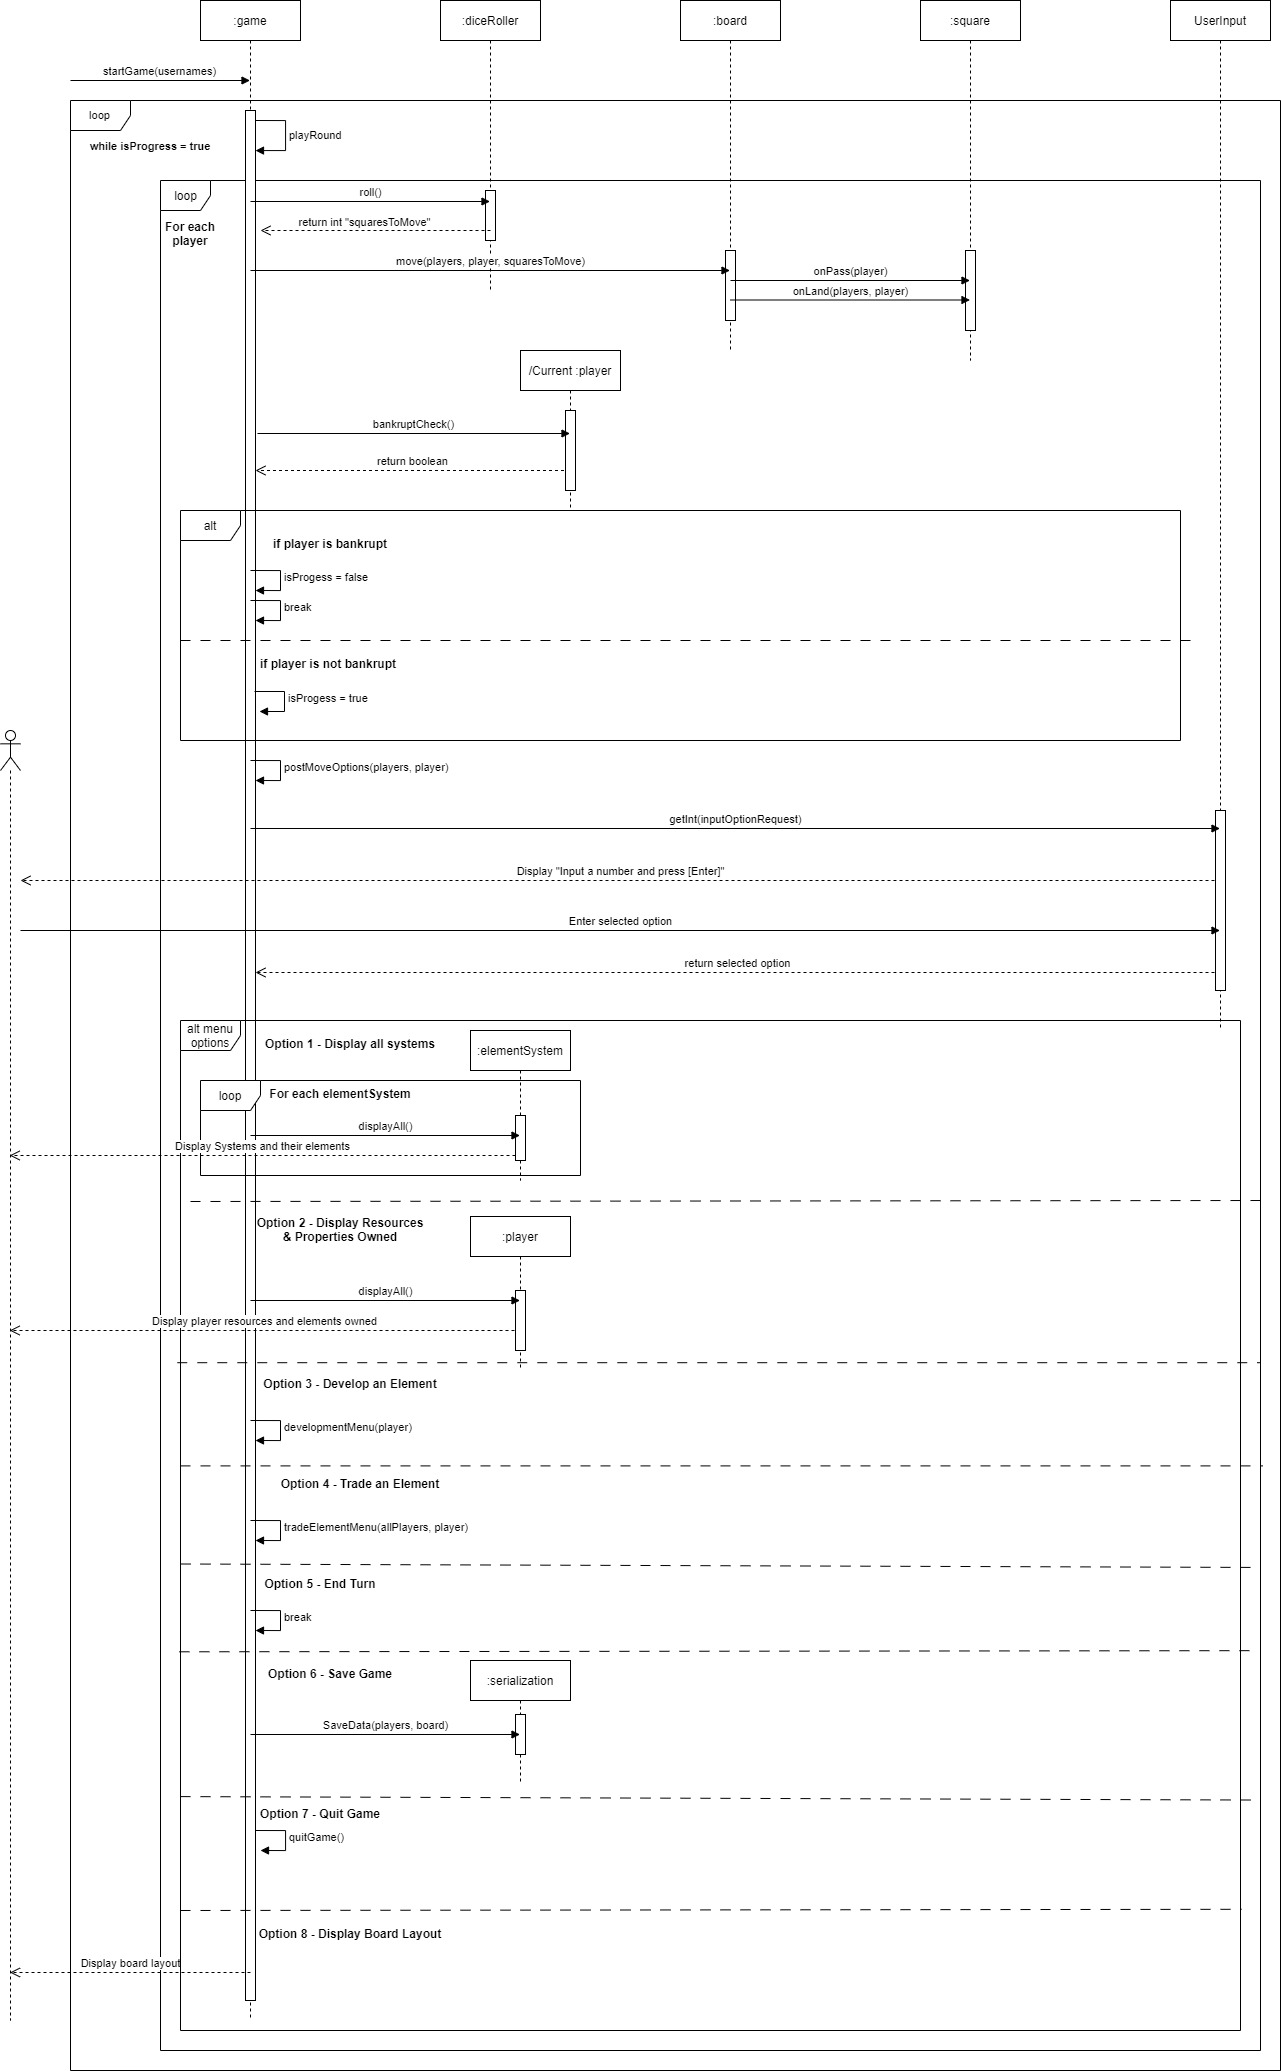 :game
:diceRoller
:board
:square
UserInput
startGame(usernames)
loop
while isProgress = true
playRound
loop
For each
player
roll()
return int "squaresToMove"
move(players, player, squaresToMove)
onPass(player)
onLand(players, player)
/Current :player
bankruptCheck()
return boolean
alt
if player is bankrupt
isProgess = false
break
if player is not bankrupt
isProgess = true
postMoveOptions(players, player)
getInt(inputOptionRequest)
Display "Input a number and press [Enter]"
Enter selected option
return selected option
alt menu
options
Option 1 - Display all systems
:elementSystem
loop
For each elementSystem
displayAll()
Display Systems and their elements
Option 2 - Display Resources
& Properties Owned
:player
displayAll()
Display player resources and elements owned
Option 3 - Develop an Element
developmentMenu(player)
Option 4 - Trade an Element
tradeElementMenu(allPlayers, player)
Option 5 - End Turn
break
Option 6 - Save Game
:serialization
SaveData(players, board)
Option 7 - Quit Game
quitGame()
Option 8 - Display Board Layout
Display board layout